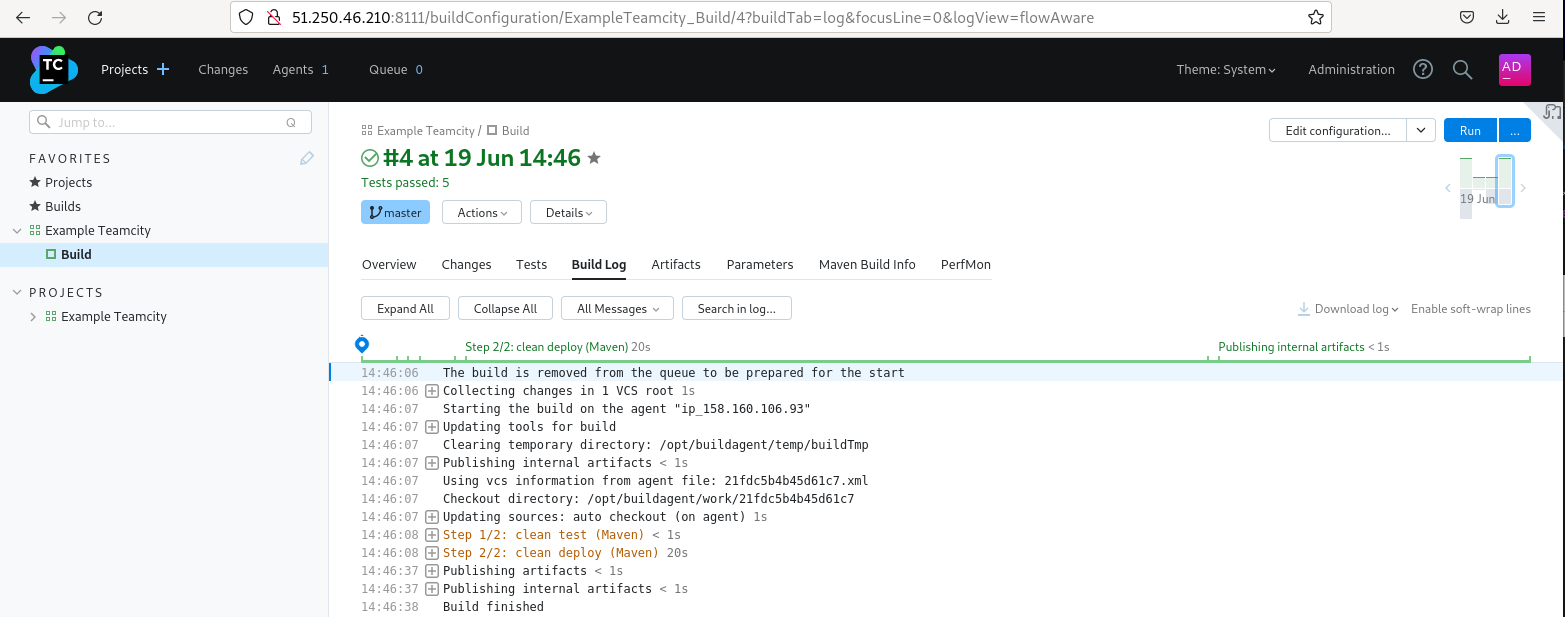 51.250.46.210:8111/buildConfiguration/ExampleTeamcity_Build/4?buildTab=log&focusLine=0&logView=flowAware
TC
Projects
Changes
Agents 1
Queue 0
Theme: System
Administration
AD
Jump to... Q
FAVORITES
Projects
Builds
Example Teamcity
Build
PROJECTS
Example Teamcity
Example Teamcity / Build
Edit configuration...
Run ...
#4 at 19 Jun 14:46
Tests passed: 5
19 Jun
master Actions Details
Overview Changes Tests Build Log Artifacts Parameters Maven Build Info PerfMon
Expand All Collapse All All Messages Search in log... Download log Enable soft-wrap lines
Step 2/2: clean deploy (Maven) 20s Publishing internal artifacts < 1s
14:46:06 The build is removed from the queue to be prepared for the start
14:46:06 Collecting changes in 1 VCS root 1s
14:46:07 Starting the build on the agent "ip_158.160.106.93"
14:46:07 Updating tools for build
14:46:07 Clearing temporary directory: /opt/buildagent/temp/buildTmp
14:46:07 Publishing internal artifacts < 1s
14:46:07 Using vcs information from agent file: 21fdc5b4b45d61c7.xml
14:46:07 Checkout directory: /opt/buildagent/work/21fdc5b4b45d61c7
14:46:07 Updating sources: auto checkout (on agent) 1s
14:46:08 Step 1/2: clean test (Maven) < 1s
14:46:08 Step 2/2: clean deploy (Maven) 20s
14:46:37 Publishing artifacts < 1s
14:46:37 Publishing internal artifacts < 1s
14:46:38 Build finished